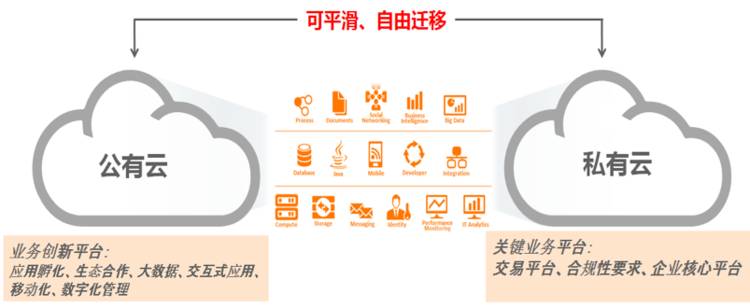 可平滑、自由迁移
公有云
私有云
Process Documents Social Networking Business Intelligence Big Data
Database Java Mobile Developer Integration
Compute Storage Messaging Identity Performance Monitoring IT Analytics
业务创新平台：
应用孵化、生态合作、大数据、交互式应用、
移动化、数字化管理
关键业务平台：
交易平台、合规性要求、企业核心平台